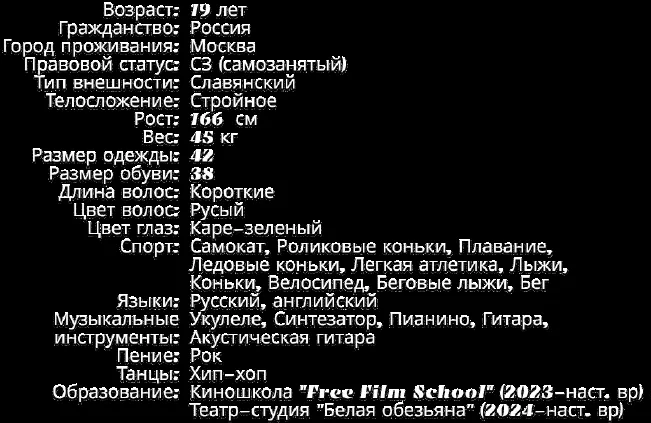 Возраст: 19 лет
Гражданство: Россия
Город проживания: Москва
Правовой статус: СЗ (самозанятый)
Тип внешности: Славянский
Телосложение: Стройное
Рост: 166 см
Вес: 45 кг
Размер одежды: 42
Размер обуви: 38
Длина волос: Короткие
Цвет волос: Русый
Цвет глаз: Каре-зеленый
Спорт: Самокат, Роликовые коньки, Плавание,
Ледовые коньки, Легкая атлетика, Лыжи,
Коньки, Велосипед, Беговые лыжи, Бег
Языки: Русский, английский
Музыкальные Укулеле, Синтезатор, Пианино, Гитара,
инструменты: Акустическая гитара
Пение: Рок
Танцы: Хип-хоп
Образование: Киношкола "Free Film School" (2023-наст. вр)
Театр-студия "Белая обезьяна" (2024-наст. вр)